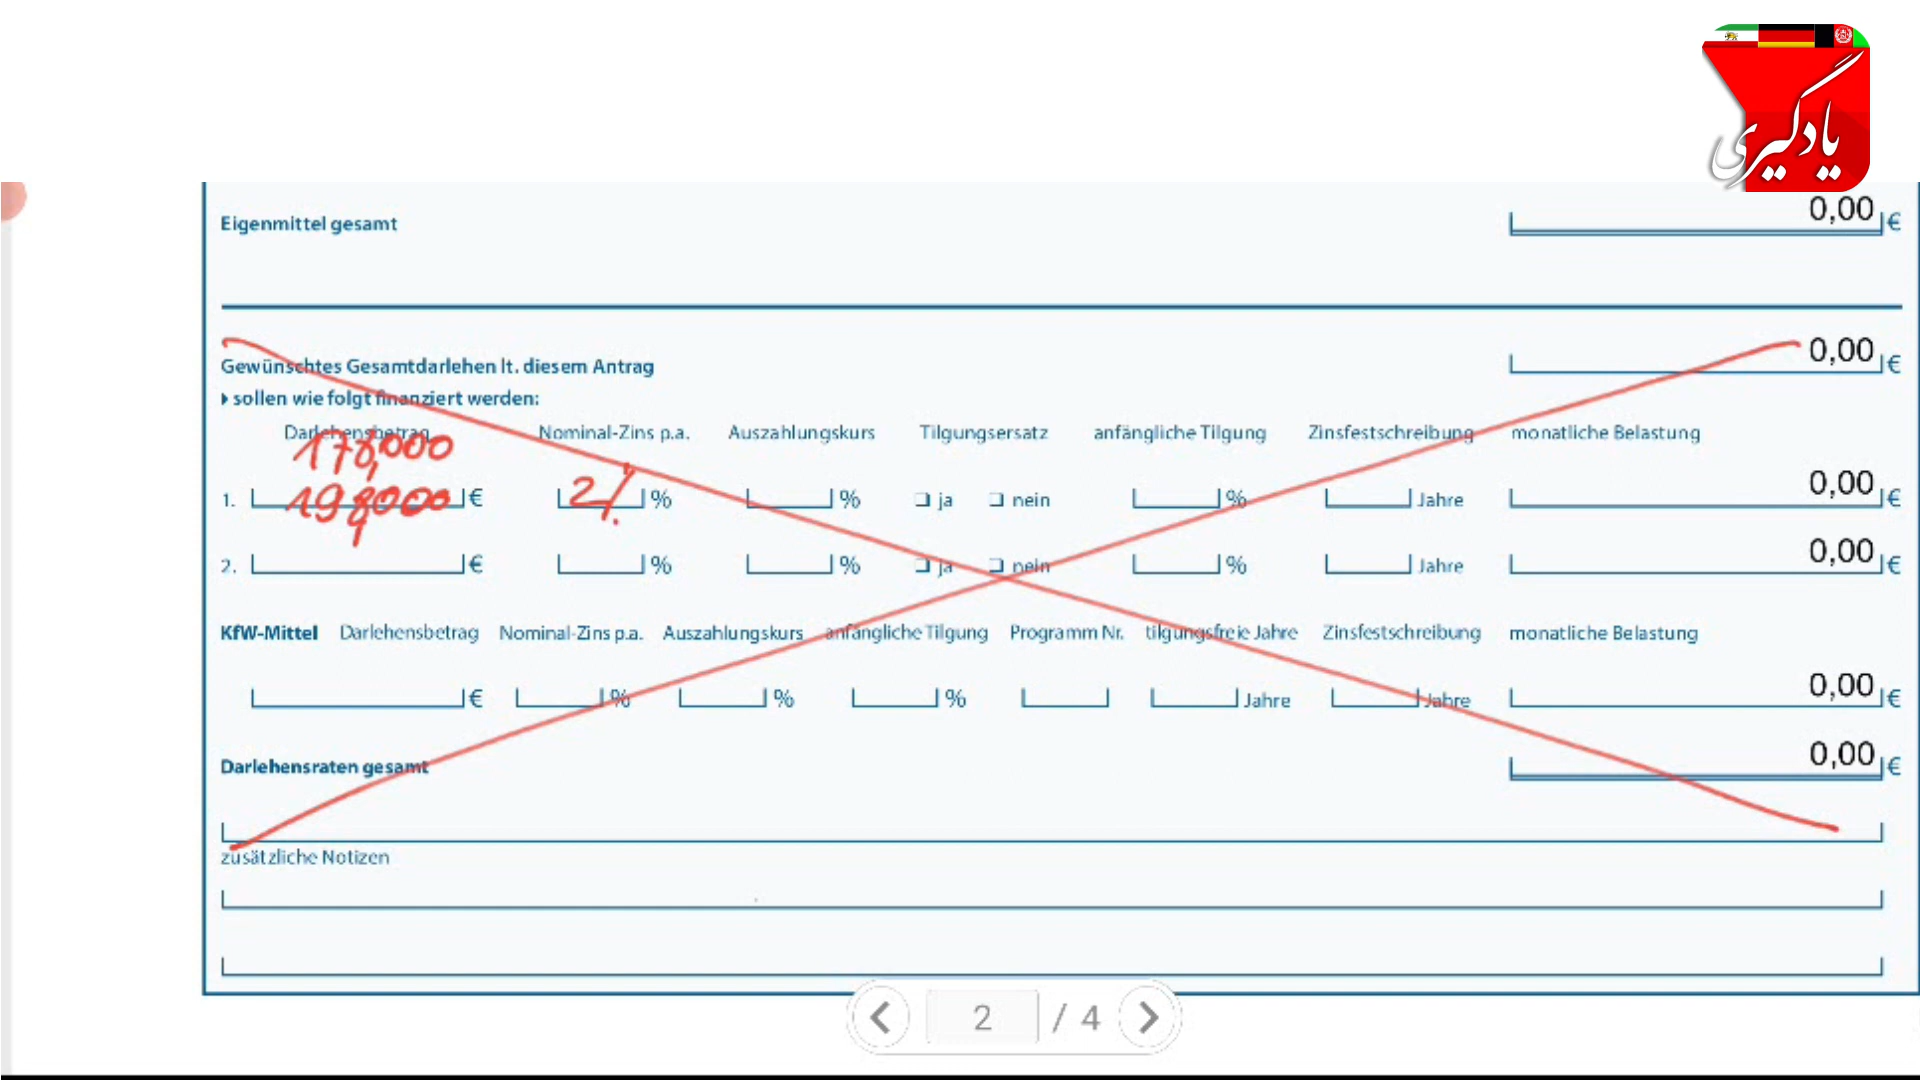 یادگیری
Eigenmittel gesamt 0,00 €
Gewünschtes Gesamtdarlehen lt. diesem Antrag 0,00 €
sollen wie folgt finanziert werden:
Darlehensbetrag Nominal-Zins p.a. Auszahlungskurs Tilgungsersatz anfängliche Tilgung Zinsfestschreibung monatliche Belastung
000
1. € 2% % % ja nein % Jahre 0,00 €
2. € % % ja nein % Jahre 0,00 €
KfW-Mittel Darlehensbetrag Nominal-Zins p.a. Auszahlungskurs anfängliche Tilgung Programm Nr. tilgungsfreie Jahre Zinsfestschreibung monatliche Belastung
€ % % % Jahre Jahre 0,00 €
Darlehensraten gesamt 0,00 €
zusätzliche Notizen
2 / 4